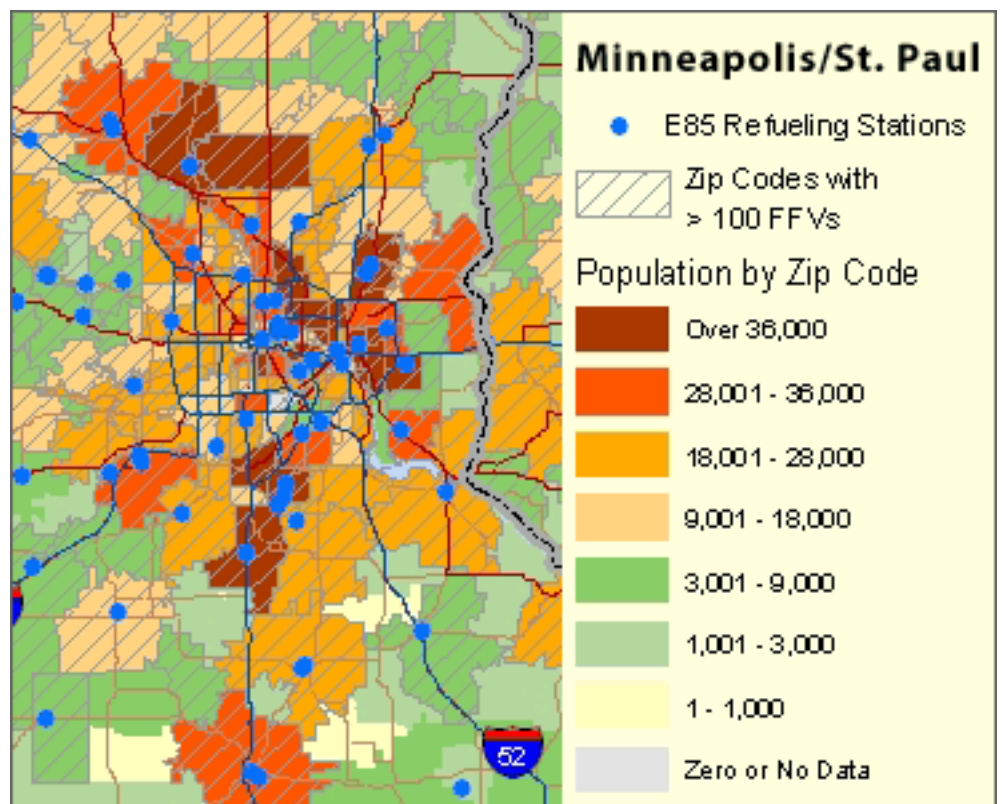 Minneapolis/St. Paul
E85 Refueling Stations
Zip Codes with
> 100 FFVs
Population by Zip Code
Over 36,000
28,001 - 36,000
18,001 - 28,000
9,001 - 18,000
3,001 - 9,000
1,001 - 3,000
1 - 1,000
Zero or No Data
52